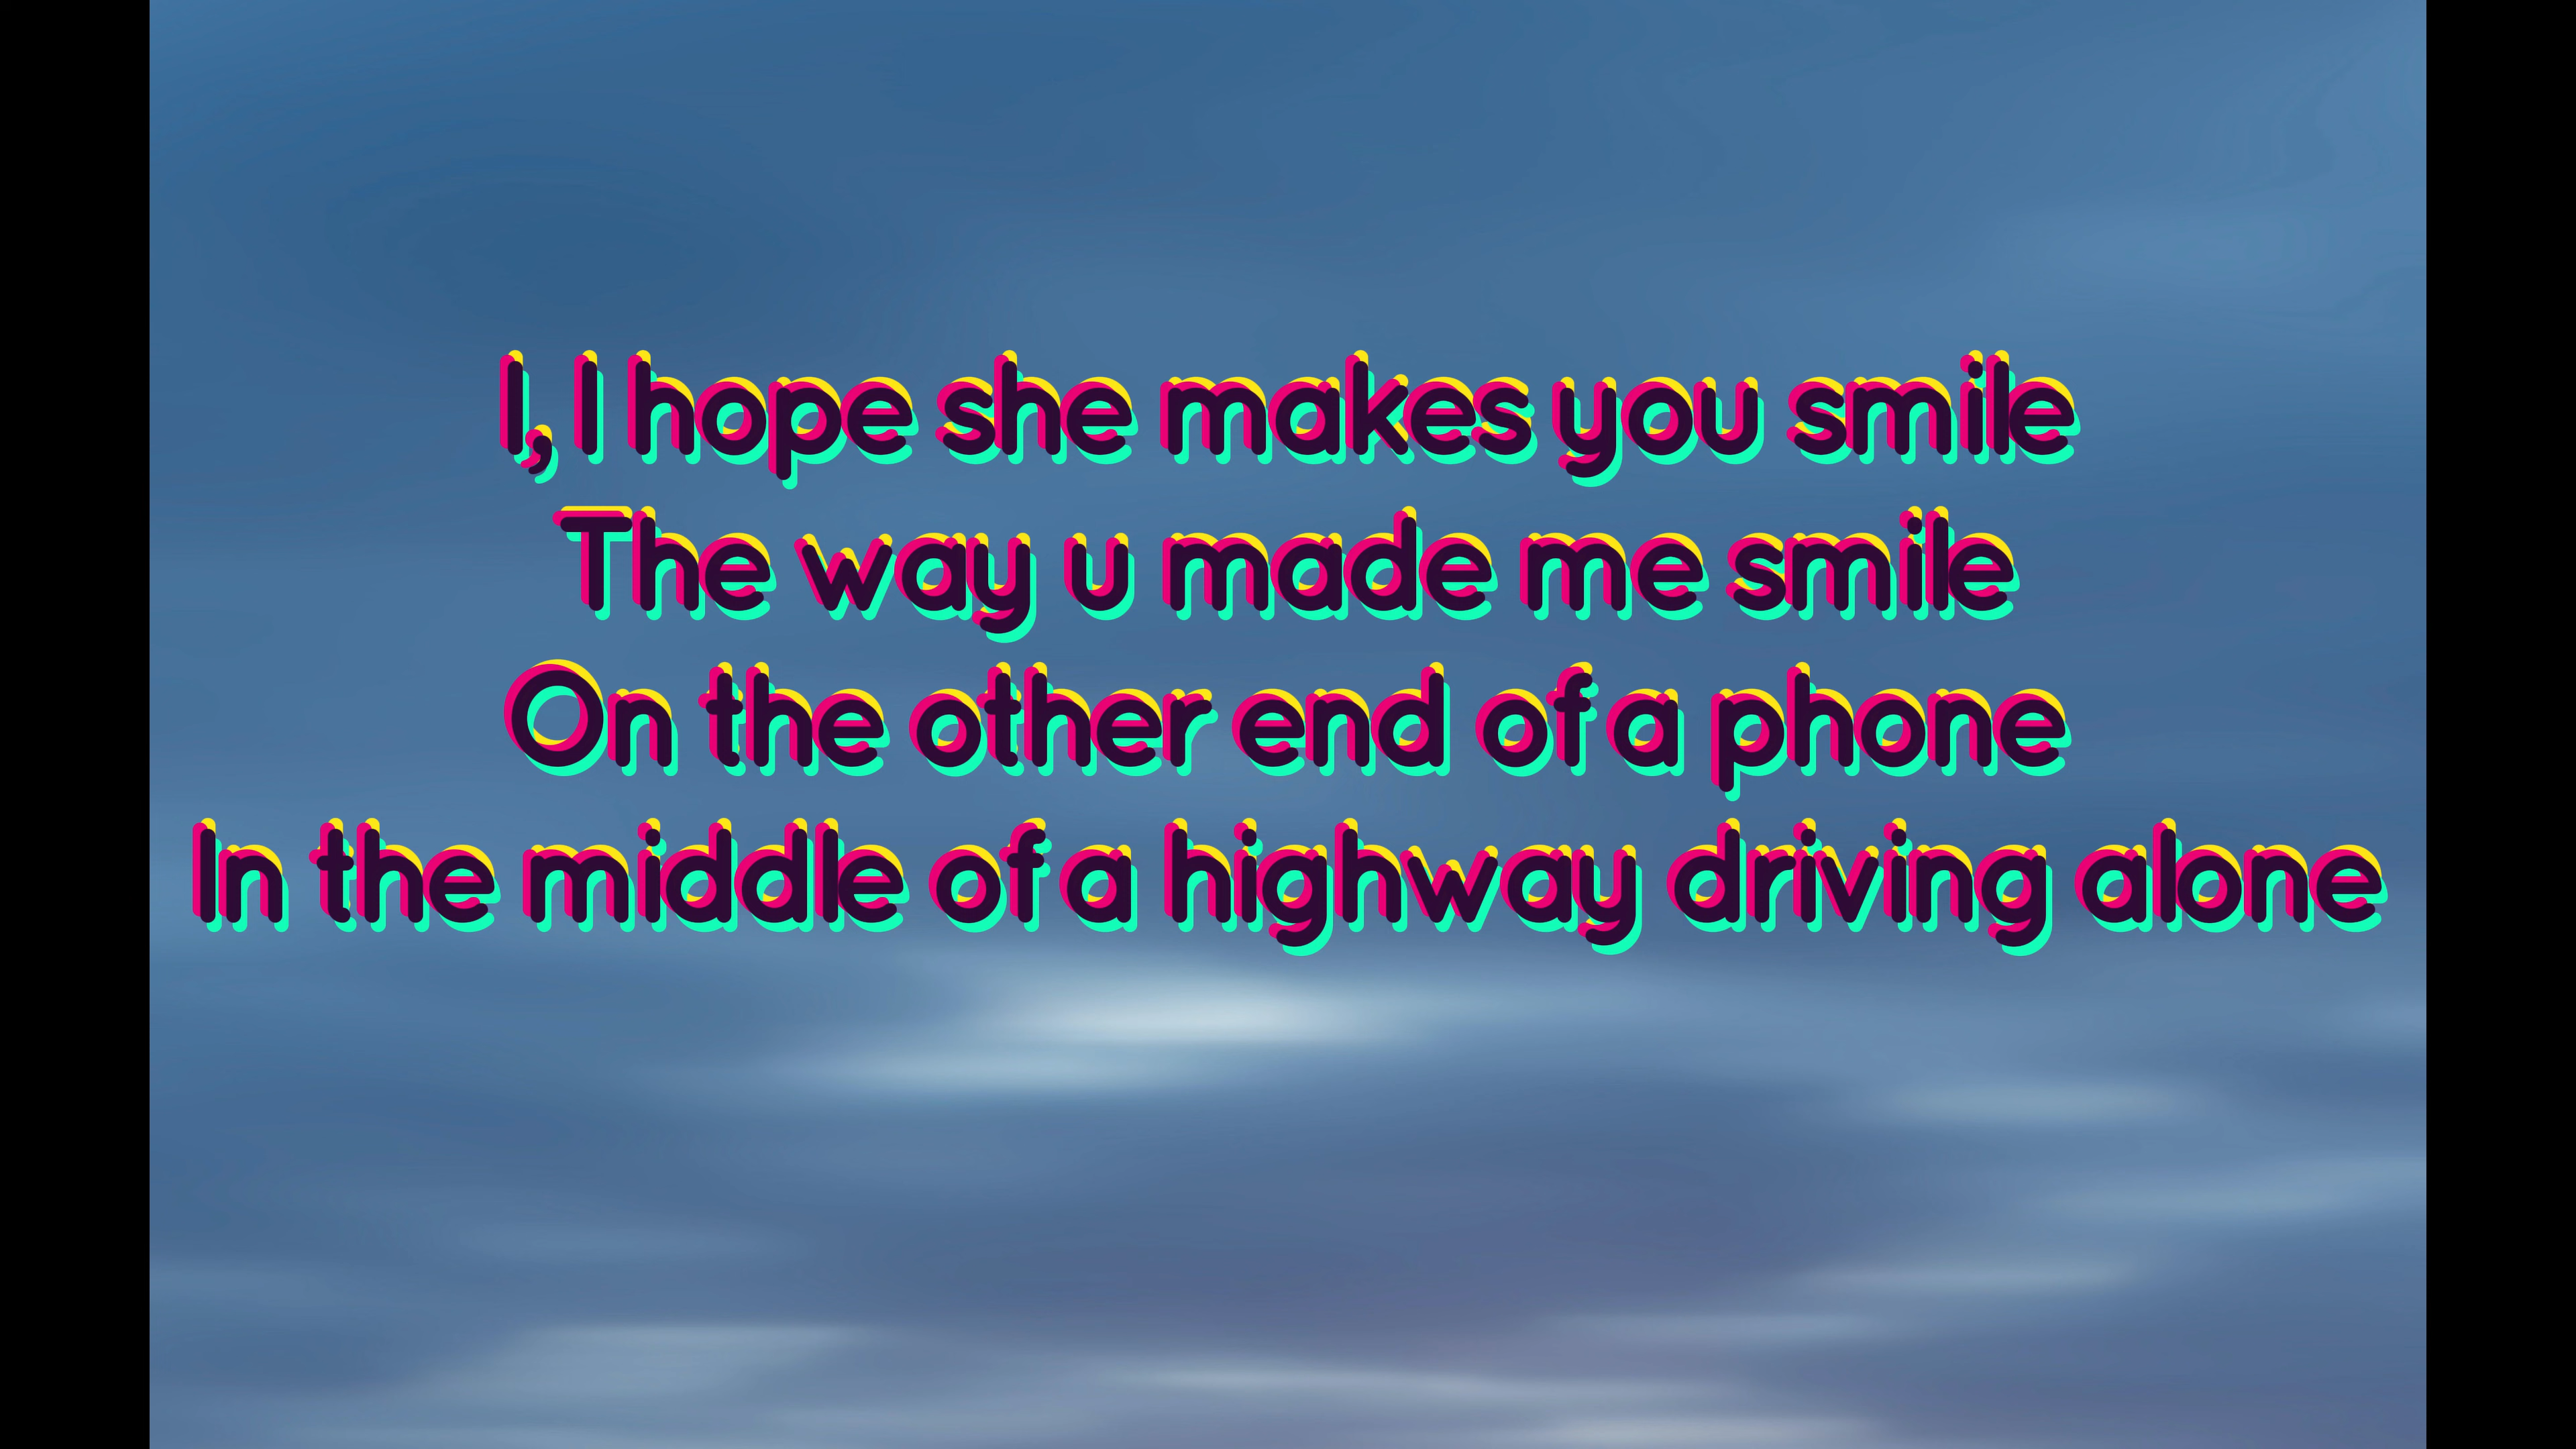 I, I hope she makes you smile
The way u made me smile
On the other end of a phone
In the middle of a highway driving alone